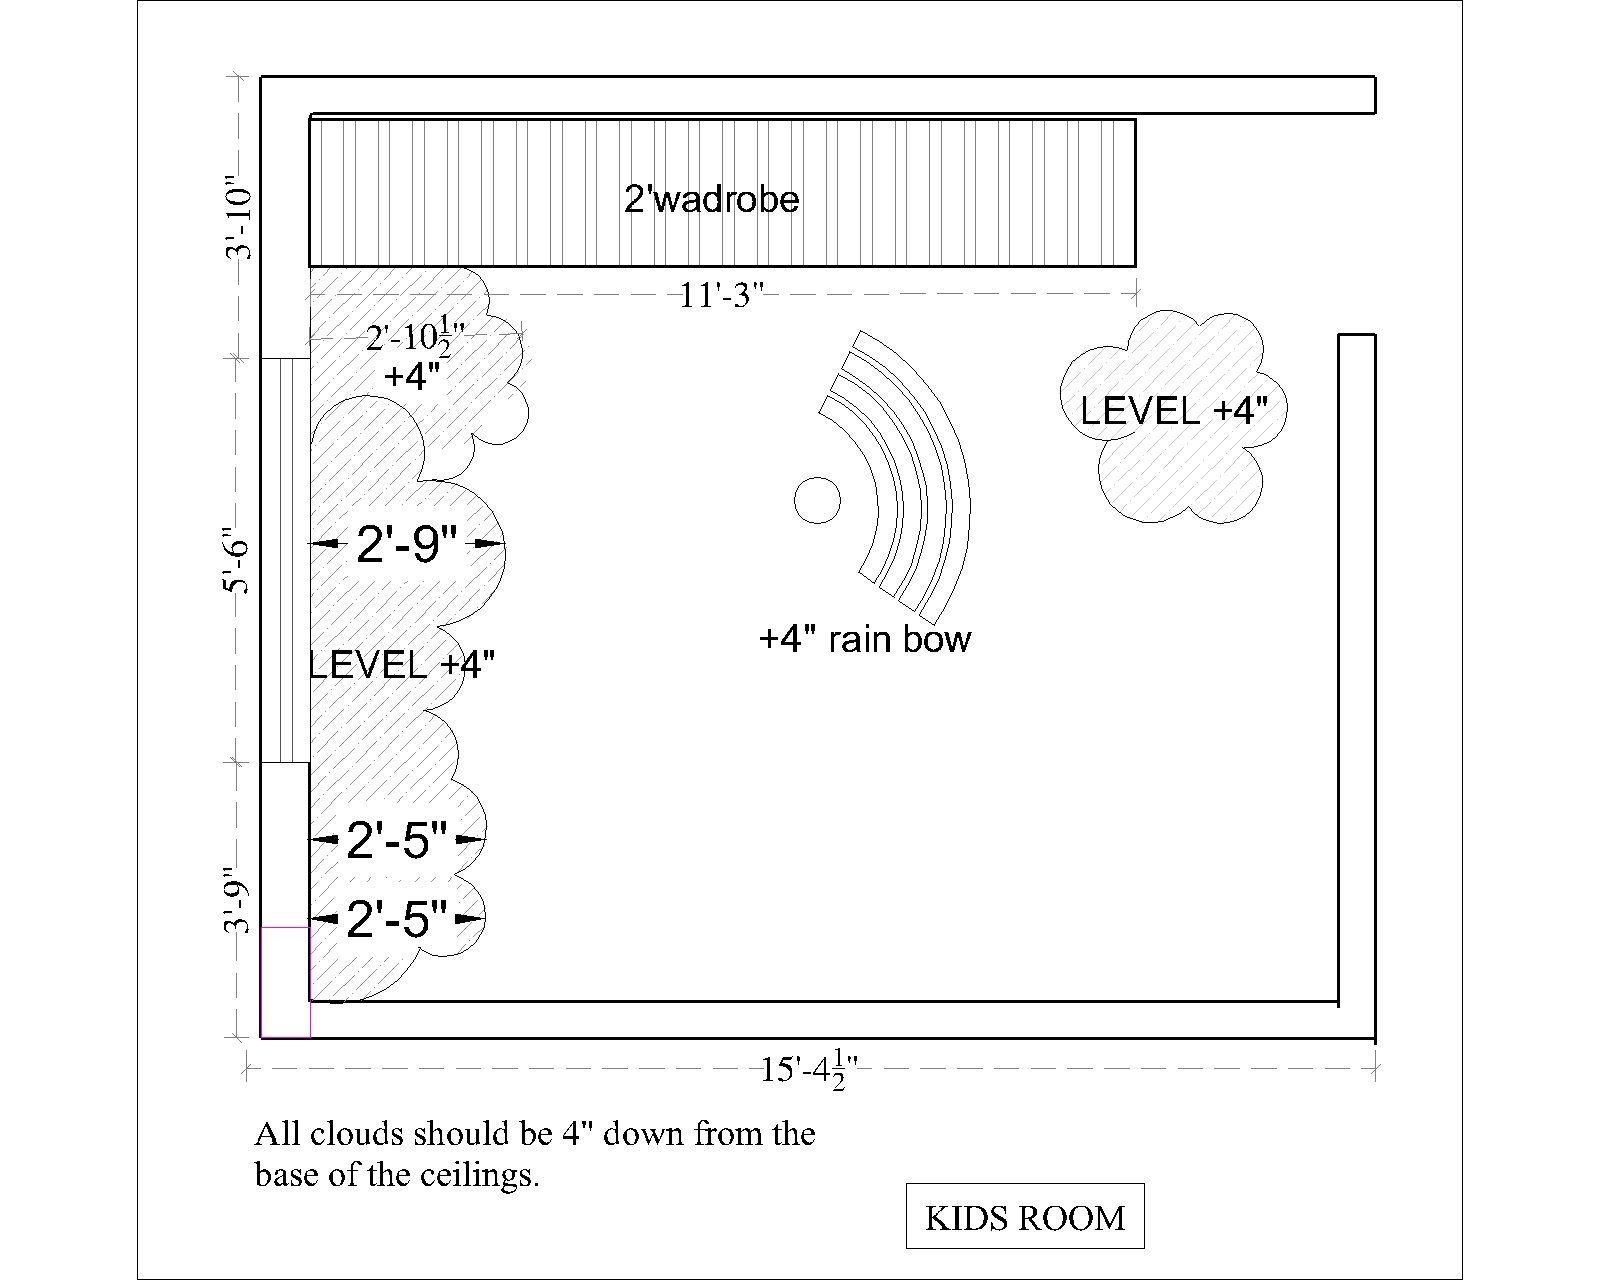 3'-10"
2'wadrobe
11'-3"
2'-10½"
+4"
LEVEL +4"
5'-6"
2'-9"
+4" rain bow
LEVEL +4"
2'-5"
3'-9"
2'-5"
15'-4½"
All clouds should be 4" down from the
base of the ceilings.
KIDS ROOM